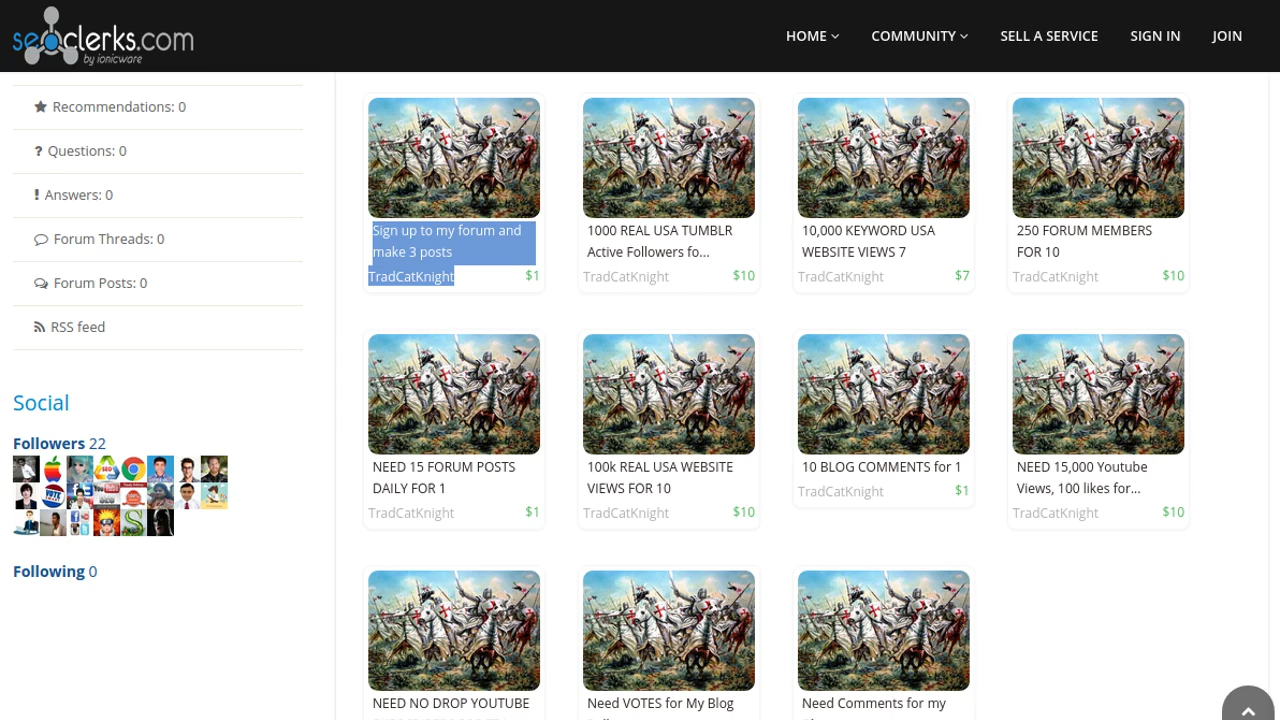 seoclerks.com
by ionicware
HOME
COMMUNITY
SELL A SERVICE
SIGN IN
JOIN
Recommendations: 0
? Questions: 0
! Answers: 0
Forum Threads: 0
Forum Posts: 0
RSS feed
Social
Followers 22
Following 0
Sign up to my forum and
make 3 posts
TradCatKnight $1
1000 REAL USA TUMBLR
Active Followers fo...
TradCatKnight $10
10,000 KEYWORD USA
WEBSITE VIEWS 7
TradCatKnight $7
250 FORUM MEMBERS
FOR 10
TradCatKnight $10
NEED 15 FORUM POSTS
DAILY FOR 1
TradCatKnight $1
100k REAL USA WEBSITE
VIEWS FOR 10
TradCatKnight $10
10 BLOG COMMENTS for 1
TradCatKnight $1
NEED 15,000 Youtube
Views, 100 likes for...
TradCatKnight $10
NEED NO DROP YOUTUBE
Need VOTES for My Blog
Need Comments for my